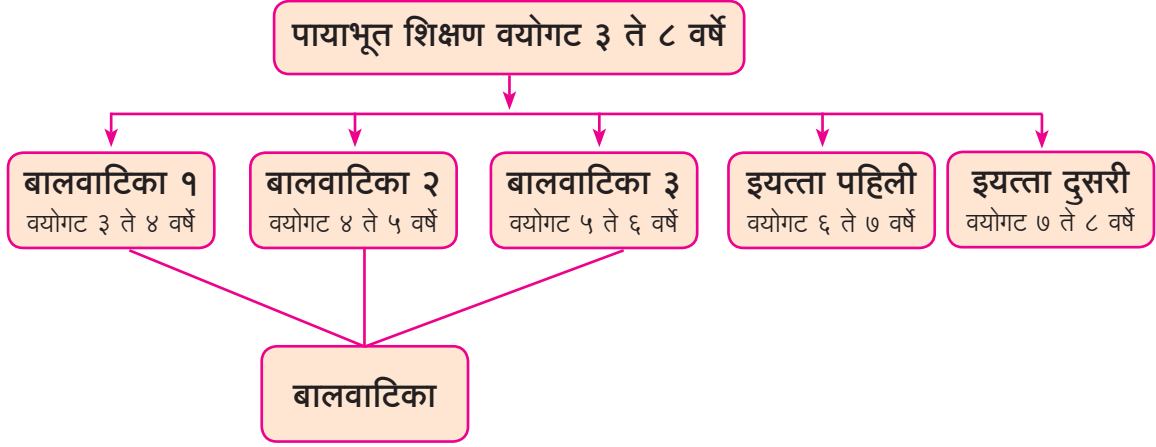 पायाभूत शिक्षण वयोगट ३ ते ८ वर्षे
बालवाटिका १
वयोगट ३ ते ४ वर्षे
बालवाटिका २
वयोगट ४ ते ५ वर्षे
बालवाटिका ३
वयोगट ५ ते ६ वर्षे
इयत्ता पहिली
वयोगट ६ ते ७ वर्षे
इयत्ता दुसरी
वयोगट ७ ते ८ वर्षे
बालवाटिका